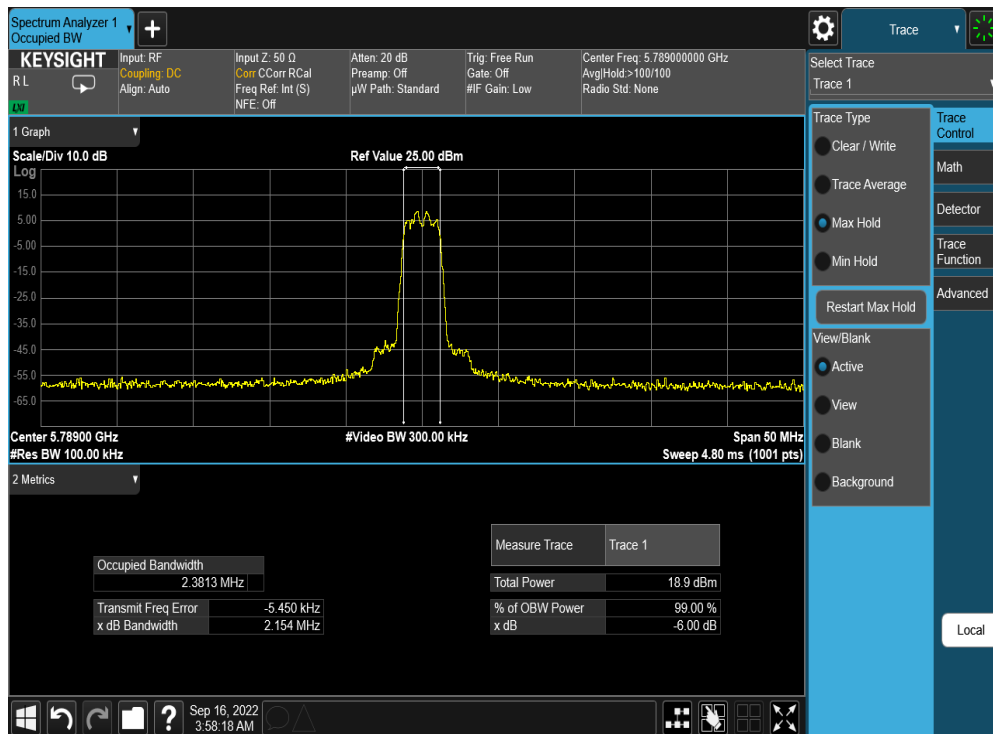 Spectrum Analyzer 1
Occupied BW
Trace
KEYSIGHT
R L
LXI
Input: RF
Coupling: DC
Align: Auto
Input Z: 50 Ω
Corr CCorr RCal
Freq Ref: Int (S)
NFE: Off
Atten: 20 dB
Preamp: Off
µW Path: Standard
Trig: Free Run
Gate: Off
#IF Gain: Low
Center Freq: 5.789000000 GHz
Avg|Hold:>100/100
Radio Std: None
1 Graph
Scale/Div 10.0 dB
Ref Value 25.00 dBm
Log
15.0
5.00
-5.00
-15.0
-25.0
-35.0
-45.0
-55.0
-65.0
Center 5.78900 GHz
#Video BW 300.00 kHz
Span 50 MHz
#Res BW 100.00 kHz
Sweep 4.80 ms (1001 pts)
2 Metrics
Measure Trace Trace 1
Occupied Bandwidth
2.3813 MHz
Total Power 18.9 dBm
Transmit Freq Error -5.450 kHz
% of OBW Power 99.00 %
x dB Bandwidth 2.154 MHz
x dB -6.00 dB
Sep 16, 2022
3:58:18 AM
?
Select Trace
Trace 1
Trace Type
Clear / Write
Trace Average
Max Hold
Min Hold
Restart Max Hold
View/Blank
Active
View
Blank
Background
Trace
Control
Math
Detector
Trace
Function
Advanced
Local